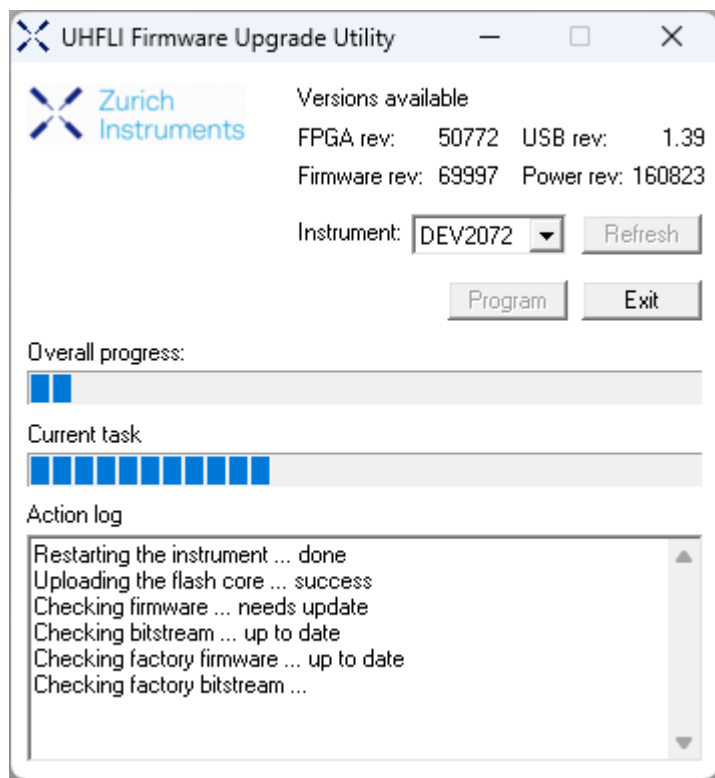 UHFLI Firmware Upgrade Utility
Zurich
Instruments
Versions available
FPGA rev: 50772 USB rev: 1.39
Firmware rev: 69997 Power rev: 160823
Instrument: DEV2072 Refresh
Program Exit
Overall progress:
Current task
Action log
Restarting the instrument ... done
Uploading the flash core ... success
Checking firmware ... needs update
Checking bitstream ... up to date
Checking factory firmware ... up to date
Checking factory bitstream ...